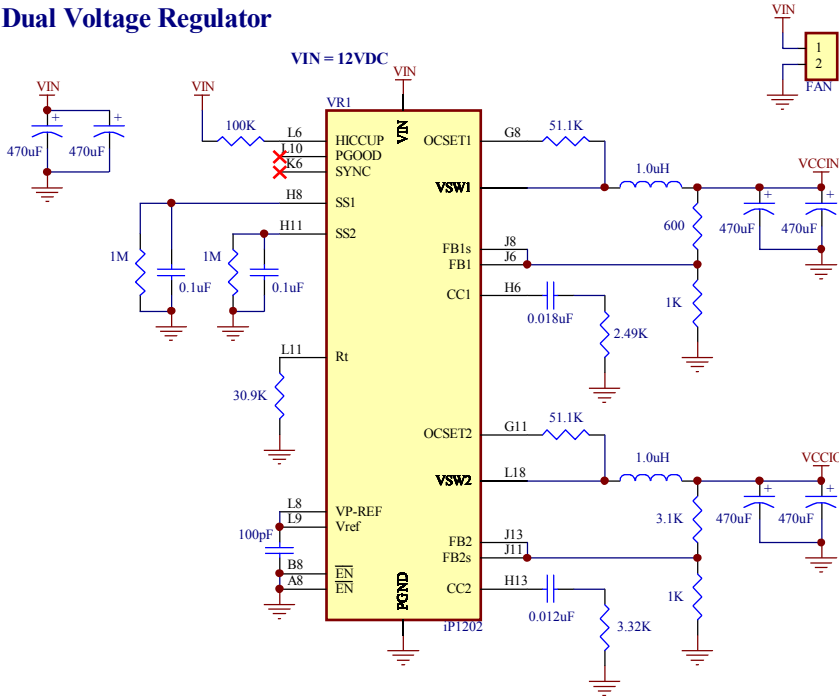 Dual Voltage Regulator
VIN = 12VDC
VIN
1
2
FAN
VIN
470uF
470uF
VIN
100K
VIN
VR1
L6
HICCUP
L10
PGOOD
K6
SYNC
H8
SS1
H11
SS2
1M
0.1uF
1M
0.1uF
L11
Rt
30.9K
L8
VP-REF
L9
Vref
100pF
B8
EN
A8
EN
VIN
PGND
iP1202
OCSET1
G8
51.1K
VSW1
1.0uH
VCCIN
600
470uF
470uF
FB1s
J8
FB1
J6
CC1
H6
0.018uF
2.49K
1K
OCSET2
G11
51.1K
VSW2
L18
1.0uH
VCCIO
3.1K
470uF
470uF
FB2
J13
FB2s
J11
CC2
H13
0.012uF
3.32K
1K